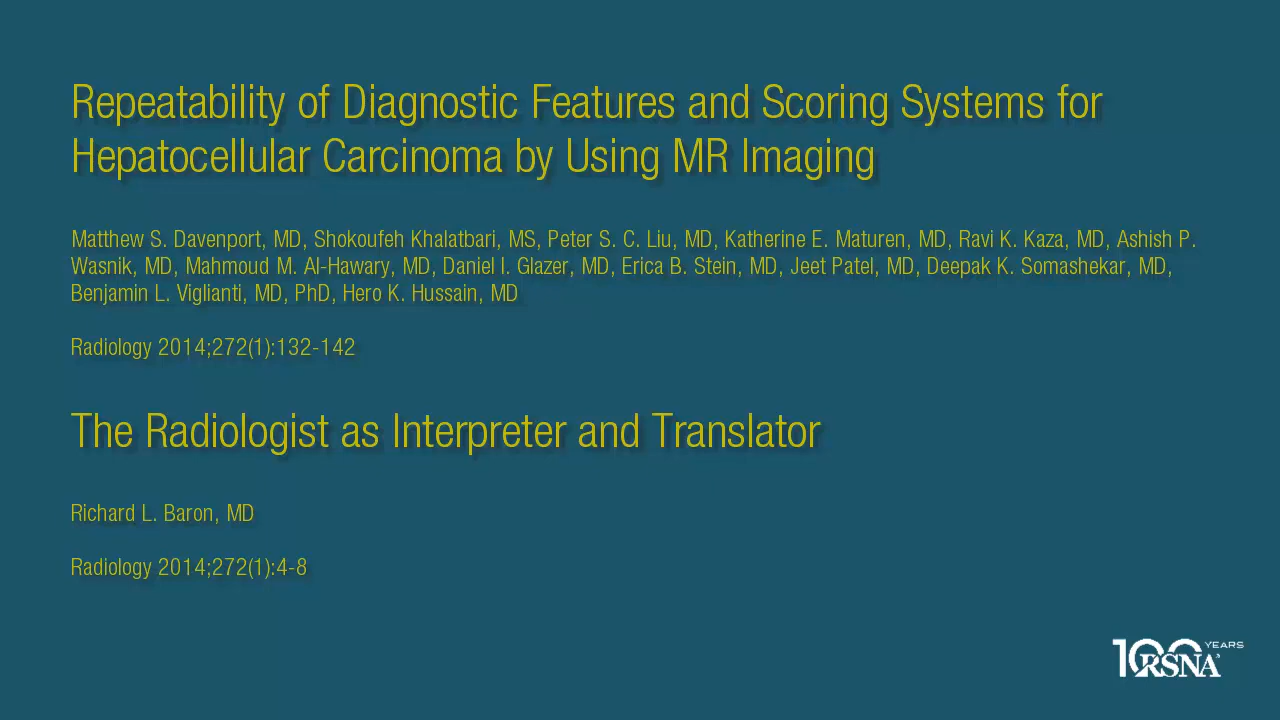 Repeatability of Diagnostic Features and Scoring Systems for
Hepatocellular Carcinoma by Using MR Imaging
Matthew S. Davenport, MD, Shokoufeh Khalatbari, MS, Peter S. C. Liu, MD, Katherine E. Maturen, MD, Ravi K. Kaza, MD, Ashish P.
Wasnik, MD, Mahmoud M. Al-Hawary, MD, Daniel I. Glazer, MD, Erica B. Stein, MD, Jeet Patel, MD, Deepak K. Somashekar, MD,
Benjamin L. Viglianti, MD, PhD, Hero K. Hussain, MD
Radiology 2014;272(1):132-142
The Radiologist as Interpreter and Translator
Richard L. Baron, MD
Radiology 2014;272(1):4-8
100 YEARS
RSNA®